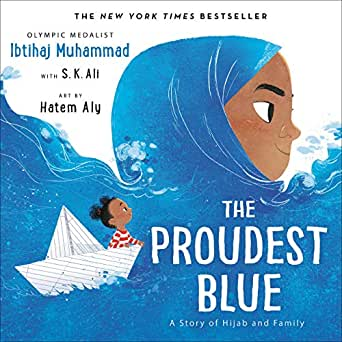 THE NEW YORK TIMES BESTSELLER
OLYMPIC MEDALIST
Ibtihaj Muhammad
WITH S. K. Ali
ART BY
Hatem Aly
THE
PROUDEST
BLUE
A Story of Hijab and Family